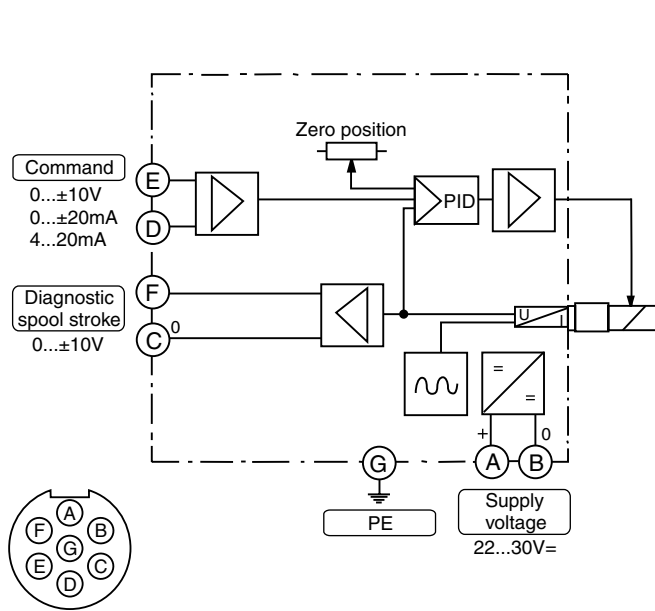 Zero position
Command
0...±10V
0...±20mA
4...20mA
E
D
PID
Diagnostic
spool stroke
0...±10V
F
C
0
U
I
=
=
+
0
G
A
B
PE
Supply
voltage
22...30V=
A
F
B
G
E
C
D